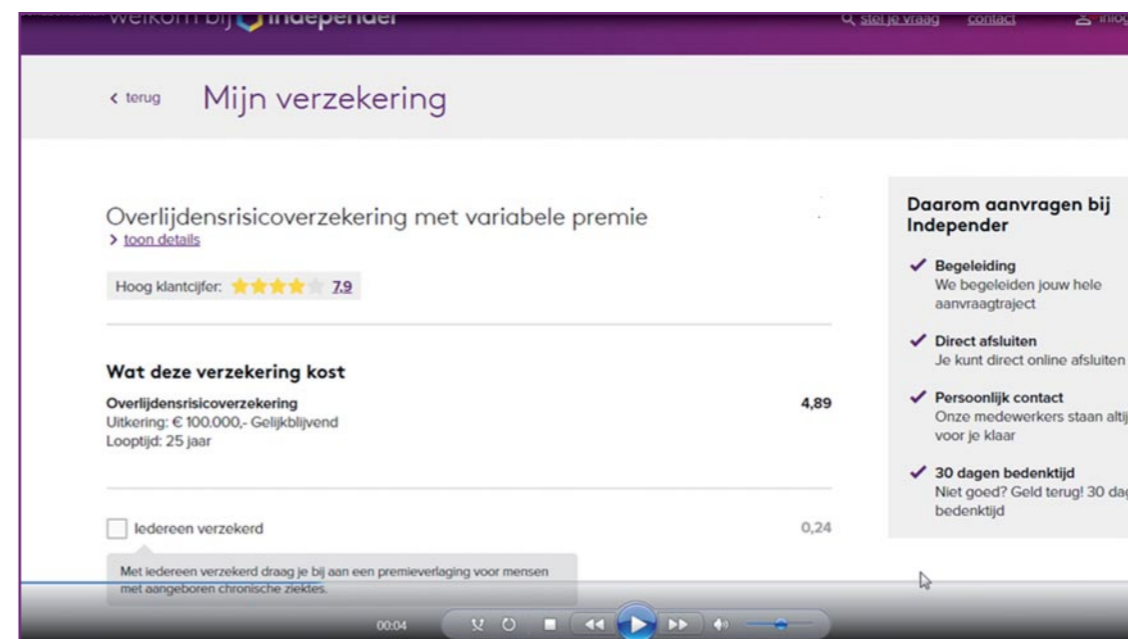 welkom bij Independer
stel je vraag
contact
< terug
Mijn verzekering
Overlijdensrisicoverzekering met variabele premie
> toon details
Hoog klantcijfer: 7,9
Wat deze verzekering kost
Overlijdensrisicoverzekering 4,89
Uitkering: € 100.000,- Gelijkblijvend
Looptijd: 25 jaar
Iedereen verzekerd 0,24
Met iedereen verzekerd draag je bij aan een premieverlaging voor mensen
met aangeboren chronische ziektes.
Daarom aanvragen bij
Independer
Begeleiding
We begeleiden jouw hele
aanvraagtraject
Direct afsluiten
Je kunt direct online afsluiten
Persoonlijk contact
Onze medewerkers staan altij
voor je klaar
30 dagen bedenktijd
Niet goed? Geld terug! 30 dag
bedenktijd
00:04